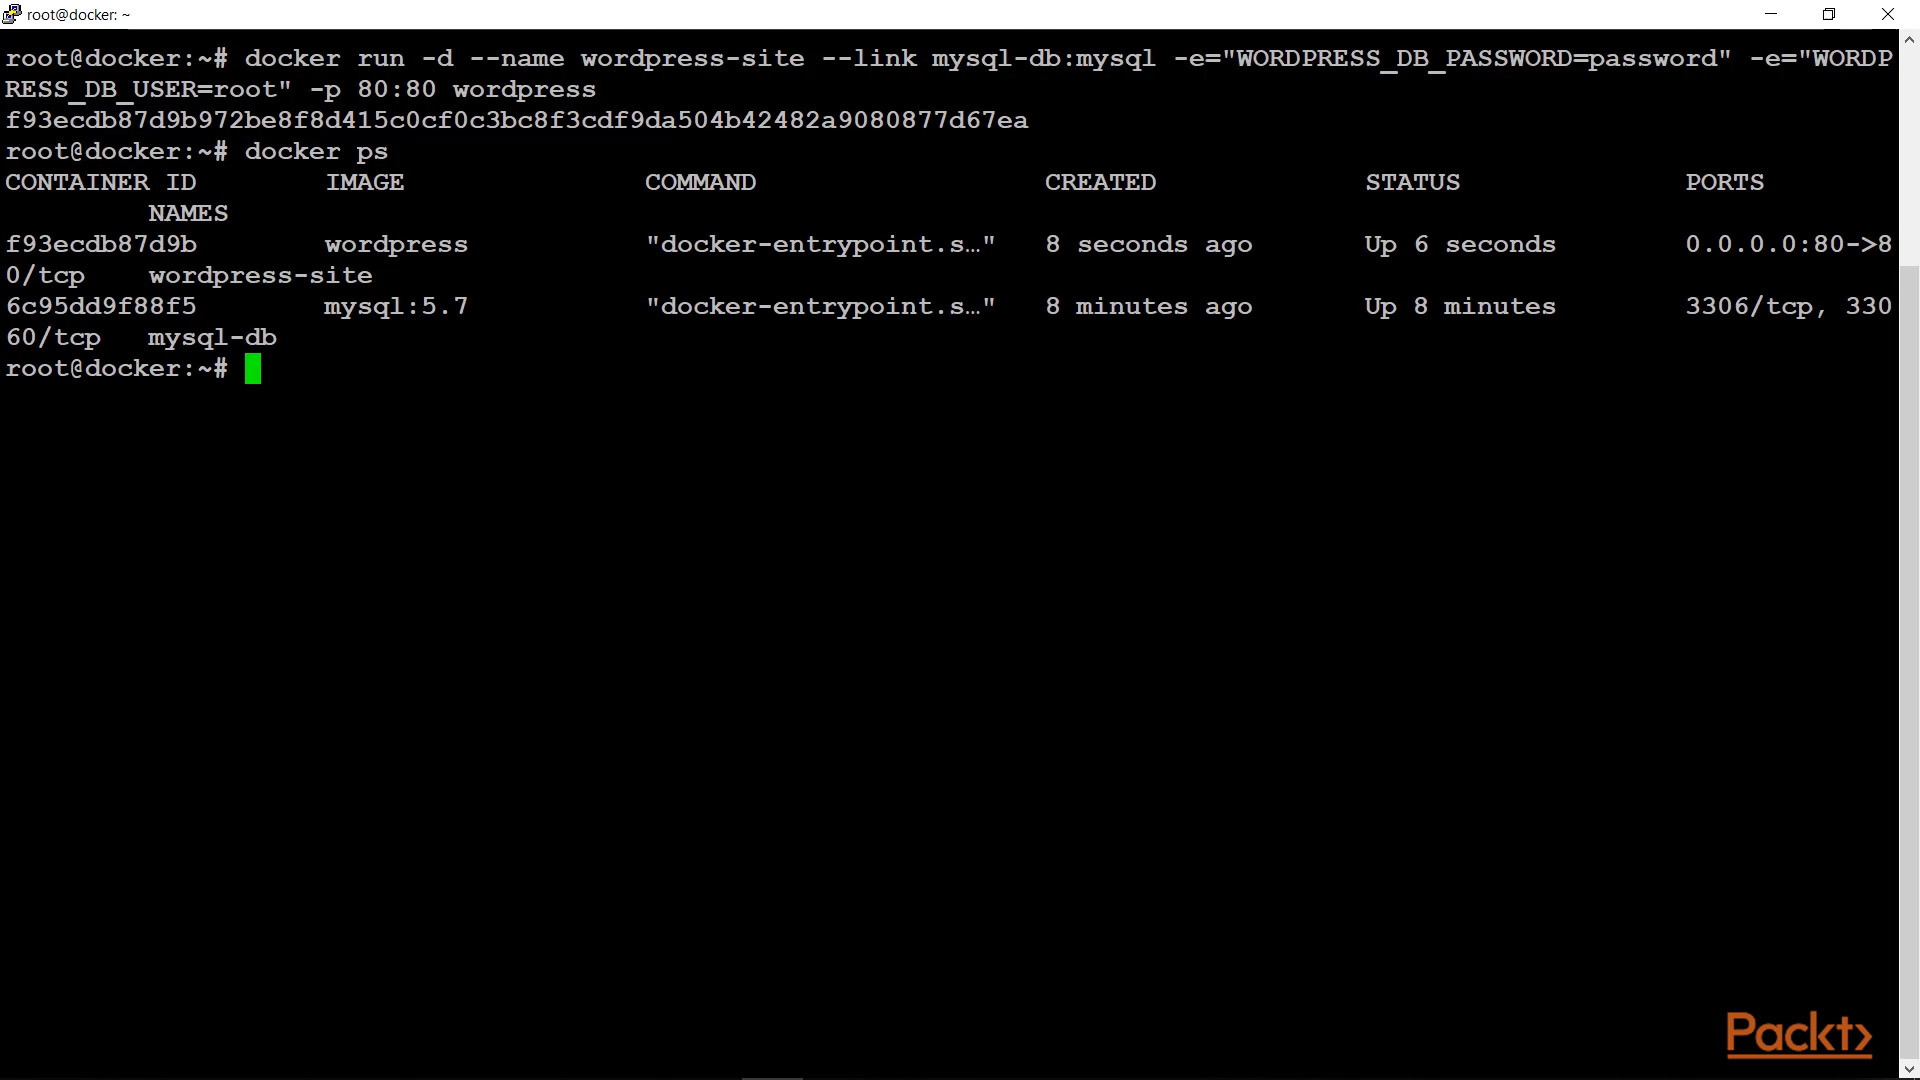 root@docker: ~
root@docker:~# docker run -d --name wordpress-site --link mysql-db:mysql -e="WORDPRESS_DB_PASSWORD=password" -e="WORDP
RESS_DB_USER=root" -p 80:80 wordpress
f93ecdb87d9b972be8f8d415c0cf0c3bc8f3cdf9da504b42482a9080877d67ea
root@docker:~# docker ps
CONTAINER ID        IMAGE               COMMAND                  CREATED             STATUS              PORTS
         NAMES
f93ecdb87d9b        wordpress           "docker-entrypoint.s…"   8 seconds ago       Up 6 seconds        0.0.0.0:80->8
0/tcp    wordpress-site
6c95dd9f88f5        mysql:5.7           "docker-entrypoint.s…"   8 minutes ago       Up 8 minutes        3306/tcp, 330
60/tcp   mysql-db
root@docker:~#
Packt>